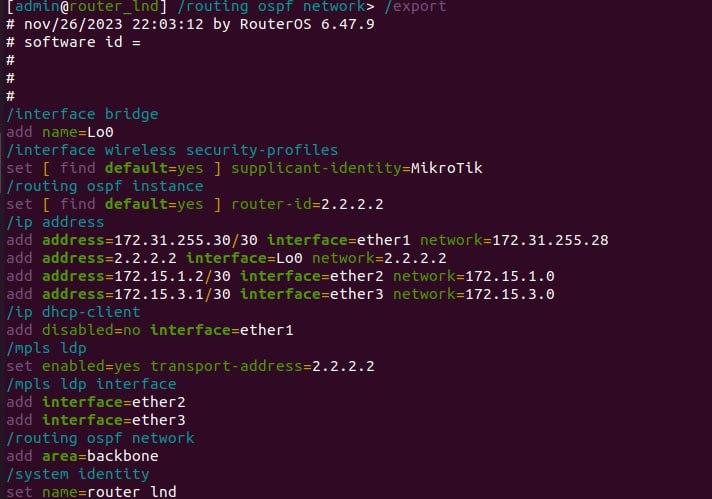 [admin@router_lnd] /routing ospf network> /export
# nov/26/2023 22:03:12 by RouterOS 6.47.9
# software id =
#
#
#
/interface bridge
add name=Lo0
/interface wireless security-profiles
set [ find default=yes ] supplicant-identity=MikroTik
/routing ospf instance
set [ find default=yes ] router-id=2.2.2.2
/ip address
add address=172.31.255.30/30 interface=ether1 network=172.31.255.28
add address=2.2.2.2 interface=Lo0 network=2.2.2.2
add address=172.15.1.2/30 interface=ether2 network=172.15.1.0
add address=172.15.3.1/30 interface=ether3 network=172.15.3.0
/ip dhcp-client
add disabled=no interface=ether1
/mpls ldp
set enabled=yes transport-address=2.2.2.2
/mpls ldp interface
add interface=ether2
add interface=ether3
/routing ospf network
add area=backbone
/system identity
set name=router_lnd